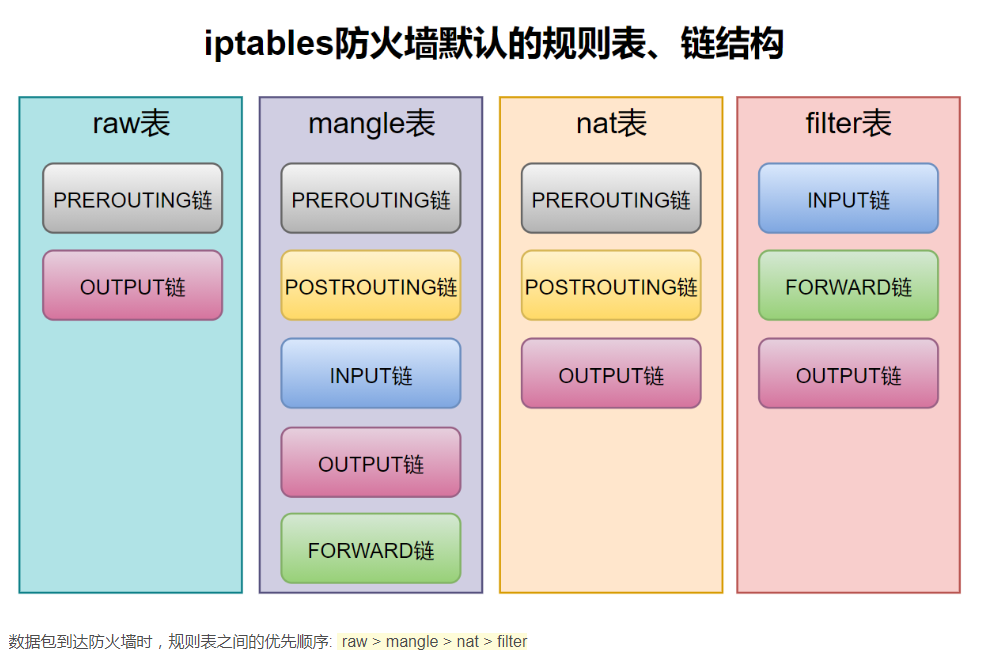 iptables防火墙默认的规则表、链结构
raw表
PREROUTING链
OUTPUT链
mangle表
PREROUTING链
POSTROUTING链
INPUT链
OUTPUT链
FORWARD链
nat表
PREROUTING链
POSTROUTING链
OUTPUT链
filter表
INPUT链
FORWARD链
OUTPUT链
数据包到达防火墙时，规则表之间的优先顺序: raw > mangle > nat > filter